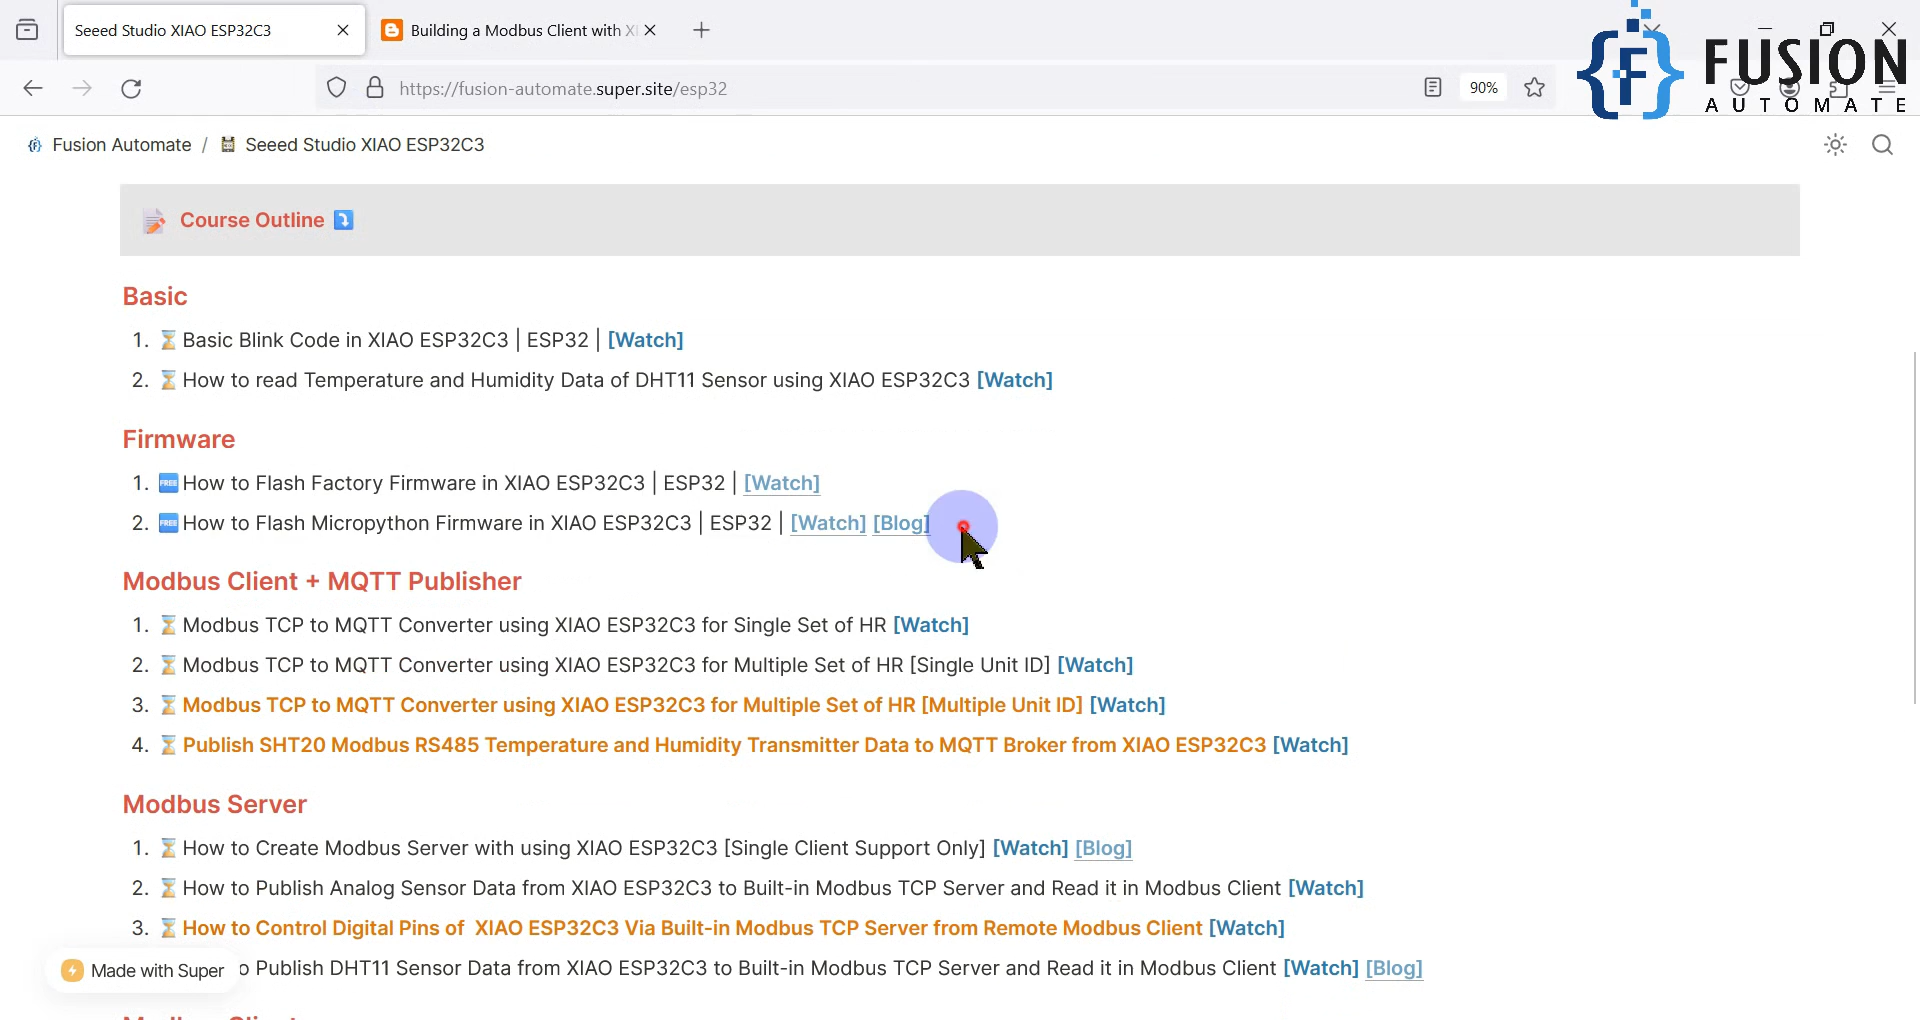 Seeed Studio XIAO ESP32C3
Building a Modbus Client with XI
https://fusion-automate.super.site/esp32
90%
FUSION
AUTOMATE
Fusion Automate / Seeed Studio XIAO ESP32C3
Course Outline
Basic
1. Basic Blink Code in XIAO ESP32C3 | ESP32 | [Watch]
2. How to read Temperature and Humidity Data of DHT11 Sensor using XIAO ESP32C3 [Watch]
Firmware
1. FREE How to Flash Factory Firmware in XIAO ESP32C3 | ESP32 | [Watch]
2. FREE How to Flash Micropython Firmware in XIAO ESP32C3 | ESP32 | [Watch] [Blog]
Modbus Client + MQTT Publisher
1. Modbus TCP to MQTT Converter using XIAO ESP32C3 for Single Set of HR [Watch]
2. Modbus TCP to MQTT Converter using XIAO ESP32C3 for Multiple Set of HR [Single Unit ID] [Watch]
3. Modbus TCP to MQTT Converter using XIAO ESP32C3 for Multiple Set of HR [Multiple Unit ID] [Watch]
4. Publish SHT20 Modbus RS485 Temperature and Humidity Transmitter Data to MQTT Broker from XIAO ESP32C3 [Watch]
Modbus Server
1. How to Create Modbus Server with using XIAO ESP32C3 [Single Client Support Only] [Watch] [Blog]
2. How to Publish Analog Sensor Data from XIAO ESP32C3 to Built-in Modbus TCP Server and Read it in Modbus Client [Watch]
3. How to Control Digital Pins of XIAO ESP32C3 Via Built-in Modbus TCP Server from Remote Modbus Client [Watch]
Made with Super
o Publish DHT11 Sensor Data from XIAO ESP32C3 to Built-in Modbus TCP Server and Read it in Modbus Client [Watch] [Blog]